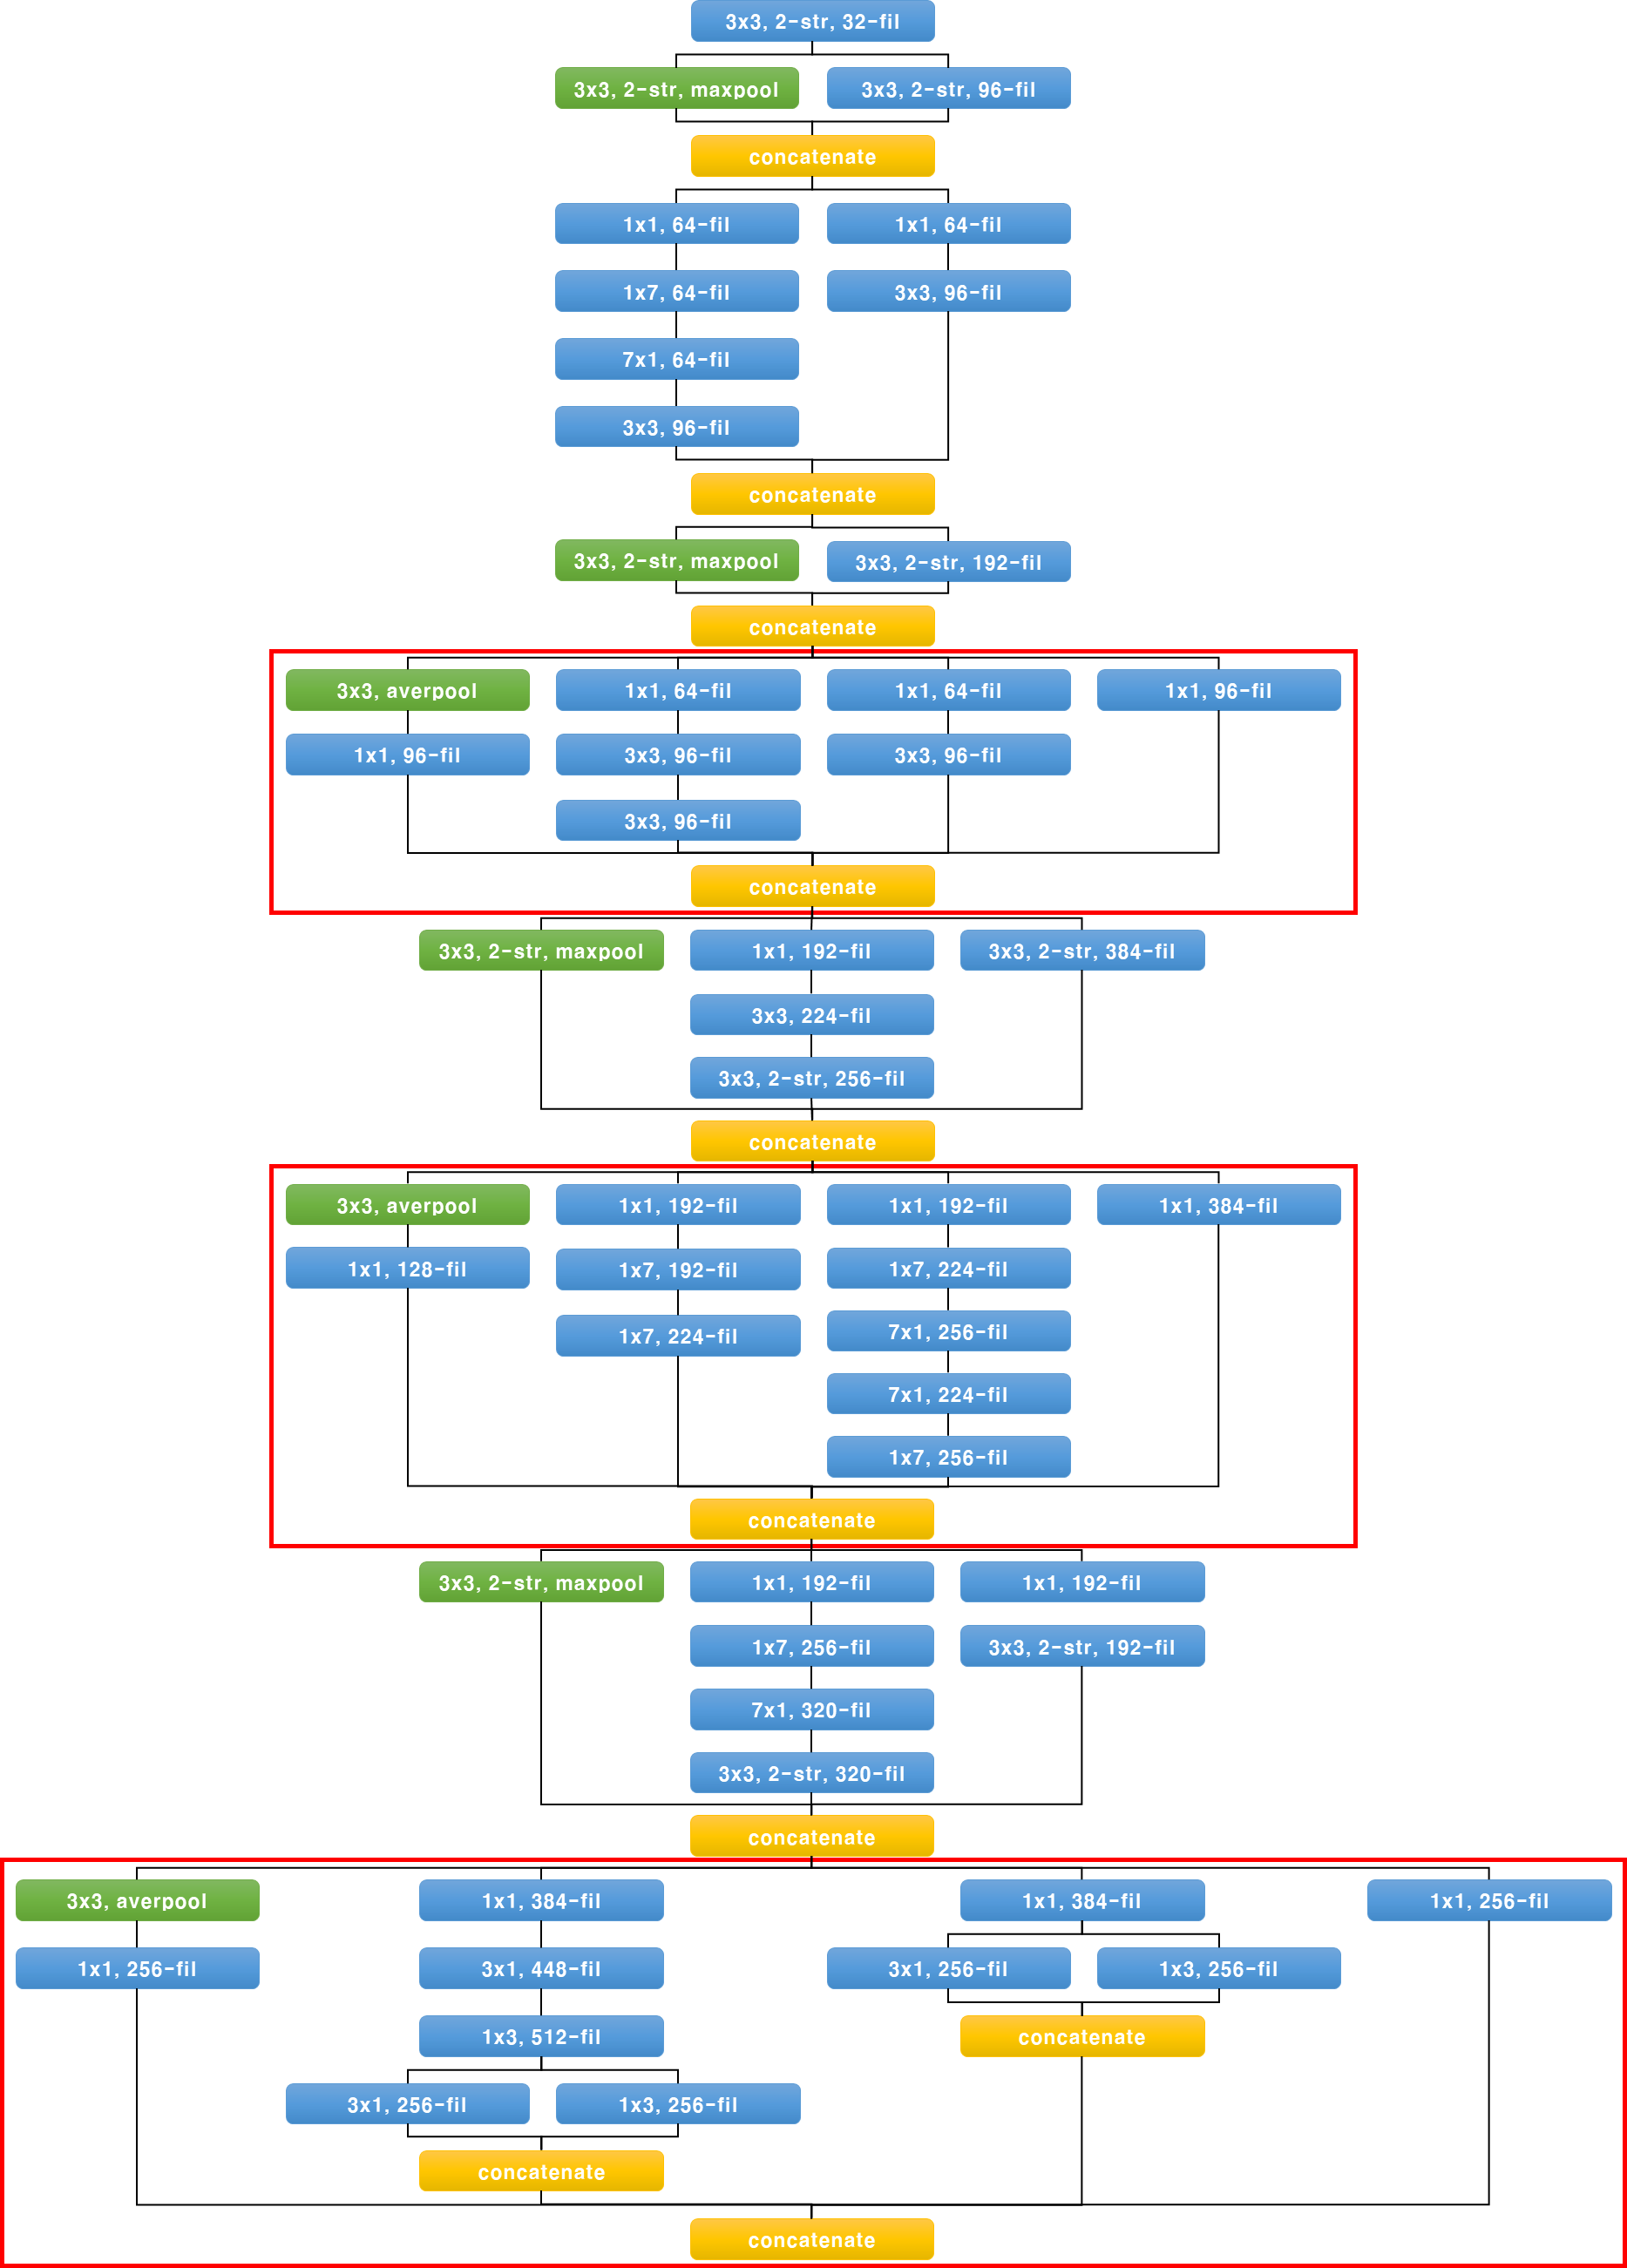 3x3, 2-str, 32-fil
3x3, 2-str, maxpool
3x3, 2-str, 96-fil
concatenate
1x1, 64-fil
1x1, 64-fil
1x7, 64-fil
3x3, 96-fil
7x1, 64-fil
3x3, 96-fil
concatenate
3x3, 2-str, maxpool
3x3, 2-str, 192-fil
concatenate
3x3, averpool
1x1, 64-fil
1x1, 64-fil
1x1, 96-fil
1x1, 96-fil
3x3, 96-fil
3x3, 96-fil
3x3, 96-fil
concatenate
3x3, 2-str, maxpool
1x1, 192-fil
3x3, 2-str, 384-fil
3x3, 224-fil
3x3, 2-str, 256-fil
concatenate
3x3, averpool
1x1, 192-fil
1x1, 192-fil
1x1, 384-fil
1x1, 128-fil
1x7, 192-fil
1x7, 224-fil
7x1, 256-fil
1x7, 224-fil
7x1, 224-fil
1x7, 256-fil
concatenate
3x3, 2-str, maxpool
1x1, 192-fil
1x1, 192-fil
1x7, 256-fil
3x3, 2-str, 192-fil
7x1, 320-fil
3x3, 2-str, 320-fil
concatenate
3x3, averpool
1x1, 384-fil
1x1, 384-fil
1x1, 256-fil
1x1, 256-fil
3x1, 448-fil
3x1, 256-fil
1x3, 256-fil
1x3, 512-fil
concatenate
3x1, 256-fil
1x3, 256-fil
concatenate
concatenate